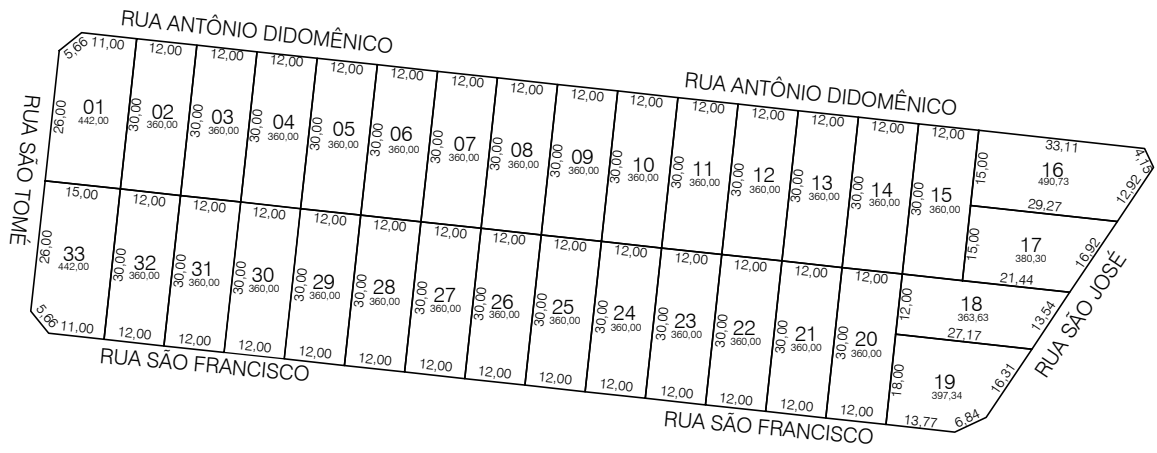 RUA ANTÔNIO DIDOMÊNICO
RUA ANTÔNIO DIDOMÊNICO
5,66 11,00 12,00 12,00 12,00 12,00 12,00 12,00 12,00 12,00 12,00 12,00 12,00 12,00 12,00 12,00 33,11 4,15
RUA SÃO TOMÉ
26,00 01 442,00
30,00 02 360,00
30,00 03 360,00
30,00 04 360,00
30,00 05 360,00
30,00 06 360,00
30,00 07 360,00
30,00 08 360,00
30,00 09 360,00
30,00 10 360,00
30,00 11 360,00
30,00 12 360,00
30,00 13 360,00
30,00 14 360,00
30,00 15 360,00
15,00 16 490,73 12,92
29,27
15,00 17 380,30 16,92
21,44
15,00 12,00 12,00 12,00 12,00 12,00 12,00 12,00 12,00 12,00 12,00 12,00 12,00 12,00
26,00 33 442,00
30,00 32 360,00
30,00 31 360,00
30,00 30 360,00
30,00 29 360,00
30,00 28 360,00
30,00 27 360,00
30,00 26 360,00
30,00 25 360,00
30,00 24 360,00
30,00 23 360,00
30,00 22 360,00
30,00 21 360,00
30,00 20 360,00
12,00 18 363,63 13,54
27,17
18,00 19 397,34 16,31
RUA SÃO JOSÉ
5,66 11,00 12,00 12,00 12,00 12,00 12,00 12,00 12,00 12,00 12,00 12,00 12,00 12,00 12,00 13,77 6,84
RUA SÃO FRANCISCO
RUA SÃO FRANCISCO